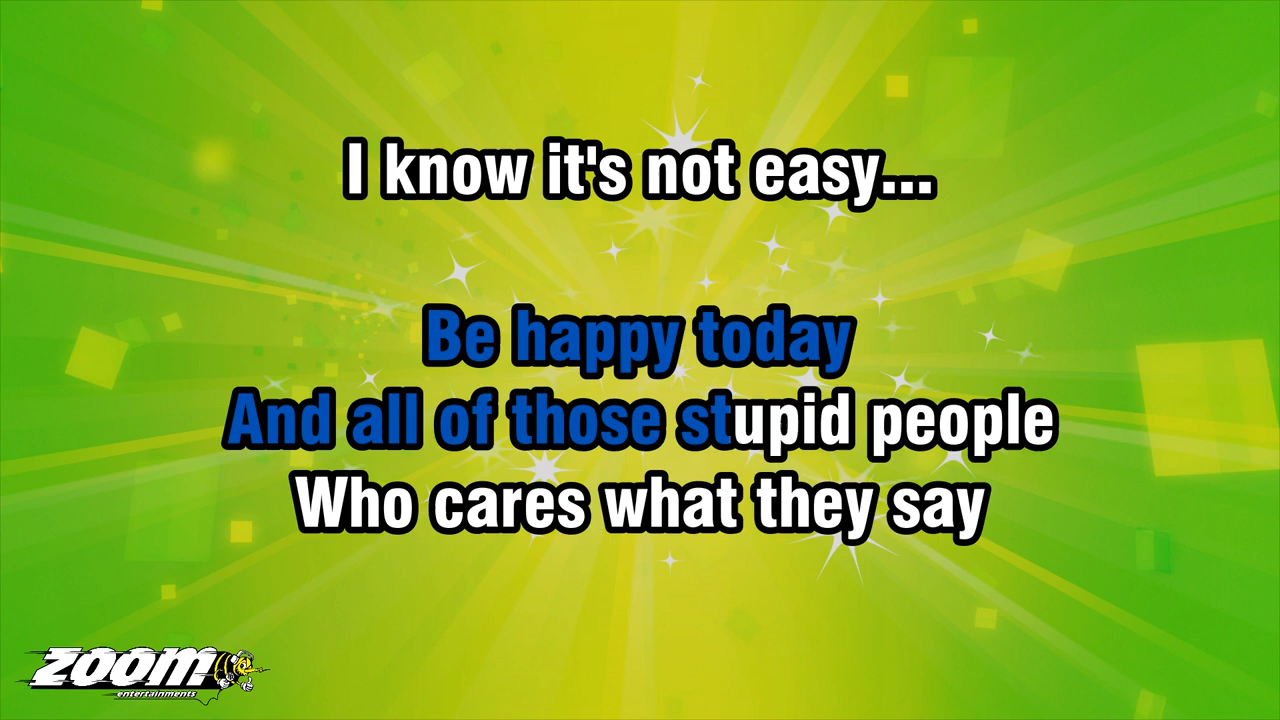 I know it's not easy...
Be happy today
And all of those stupid people
Who cares what they say
zoom
entertainments